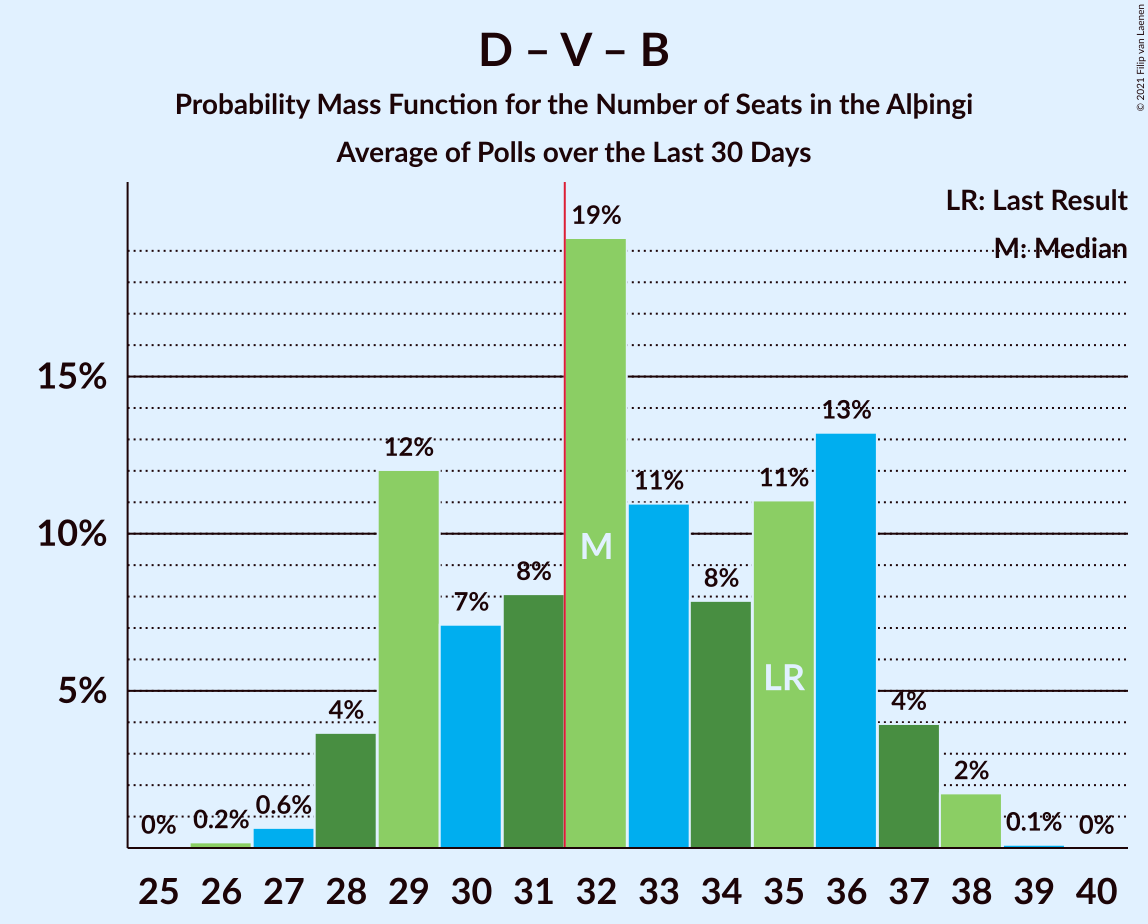 D – V – B
Probability Mass Function for the Number of Seats in the Alþingi
Average of Polls over the Last 30 Days
© 2021 Filip van Laenen
LR: Last Result
M: Median
15%
10%
5%
0%
0.2%
0.6%
4%
12%
7%
8%
19%
11%
8%
11%
13%
4%
2%
0.1%
0%
M
LR
25 26 27 28 29 30 31 32 33 34 35 36 37 38 39 40